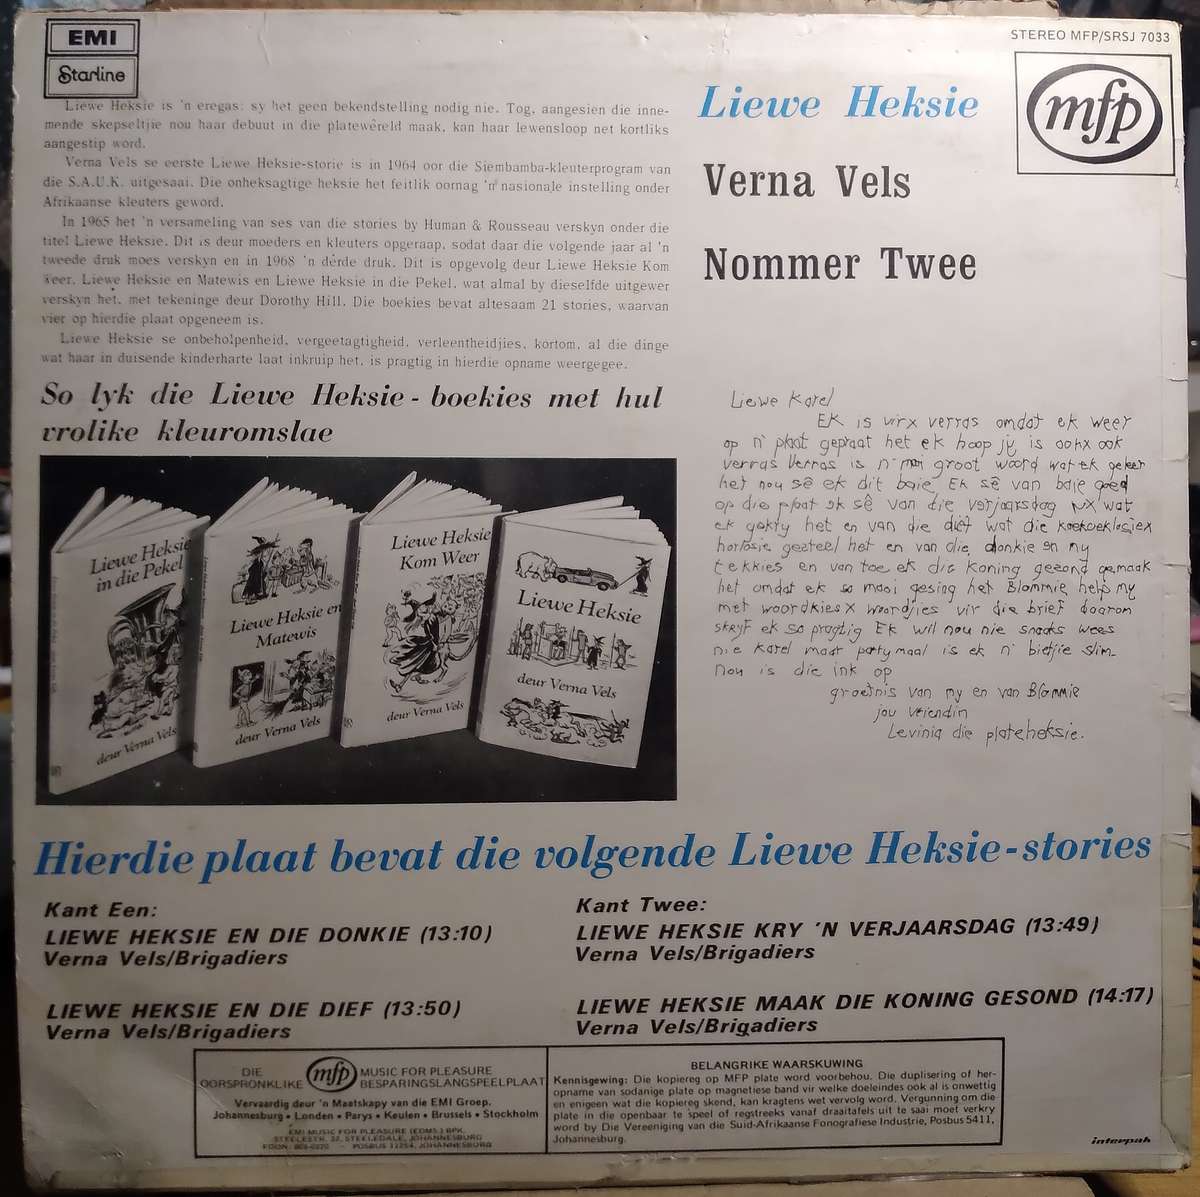 EMI
Starline
STEREO MFP/SRSJ 7033
mfp
Liewe Heksie
Verna Vels
Nommer Twee
Liewe Heksie is 'n eregas: sy het geen bekendstelling nodig nie. Tog, aangesien die inne-
mende skepseltjie nou haar debuut in die platewêreld maak, kan haar lewensloop net kortliks
aangestip word.
Verna Vels se eerste Liewe Heksie-storie is in 1964 oor die Siembamba-kleuterprogram van
die S.A.U.K. uitgesaai. Die onheksagtige heksie het feitlik oornag 'n nasionale instelling onder
Afrikaanse kleuters geword.
In 1965 het 'n versameling van ses van die stories by Human & Rousseau verskyn onder die
titel Liewe Heksie. Dit is deur moeders en kleuters opgeraap, sodat daar die volgende jaar al 'n
tweede druk moes verskyn en in 1968 'n dérde druk. Dit is opgevolg deur Liewe Heksie Kom
Weer, Liewe Heksie en Matewis en Liewe Heksie in die Pekel, wat almal by dieselfde uitgewer
verskyn het, met tekeninge deur Dorothy Hill. Die boekies bevat altesaam 21 stories, waarvan
vier op hierdie plaat opgeneem is.
Liewe Heksie se onbeholpenheid, vergeetagtigheid, verleentheidjies, kortom, al die dinge
wat haar in duisende kinderharte laat inkruip het, is pragtig in hierdie opname weergegee.
So lyk die Liewe Heksie - boekies met hul
vrolike kleuromslae
Liewe Heksie
in die Pekel
deur Verna Vels
Liewe Heksie en
Matewis
deur Verna Vels
Liewe Heksie
Kom Weer
deur Verna Vels
Liewe Heksie
deur Verna Vels
Liewe Karel
Ek is virx verras omdat ek weer
op n' plaat gepraat het ek hoop jy is oohx ook
verras Verras is n' groot woord wat ek geleer
het nou sê ek dit baie. Ek sê van baie goed
op die plaat ek sê van die verjaarsdag wat
ek gekry het en van die dief wat die koekoeklosiex
horlosie gesteel het en van die donkie en my
tekkies en van toe ek die Koning gesond gemaak
het omdat ek so mooi gesing het Blommie help my
met woordkies x woordjies vir die brief daarom
skryf ek so pragtig Ek wil nou nie snaaks wees
nie Karel maar partymaal is ek n' bietjie slim-
Nou is die ink op
groetnis van my en van Blommie
jou vriendin
Levinia die plateheksie.
Hierdie plaat bevat die volgende Liewe Heksie-stories
Kant Een:
LIEWE HEKSIE EN DIE DONKIE (13:10)
Verna Vels/Brigadiers
LIEWE HEKSIE EN DIE DIEF (13:50)
Verna Vels/Brigadiers
Kant Twee:
LIEWE HEKSIE KRY 'N VERJAARSDAG (13:49)
Verna Vels/Brigadiers
LIEWE HEKSIE MAAK DIE KONING GESOND (14:17)
Verna Vels/Brigadiers
DIE OORSPRONKLIKE mfp MUSIC FOR PLEASURE BESPARINGSLANGSPEELPLAAT
Vervaardig deur 'n Maatskapy van die EMI Groep.
Johannesburg • Londen • Parys • Keulen • Brussels • Stockholm
EMI MUSIC FOR PLEASURE (EDMS.) BPK.
STEELESTR. 32, STEELEDALE, JOHANNESBURG
POSBUS 11254, JOHANNESBURG
BELANGRIKE WAARSKUWING
Kennisgewing: Die kopiereg op MFP plate word voorbehou. Die duplisering of her-
opname van sodanige plate op magnetiese band vir welke doeleindes ook al is onwettig
en enigeen wat die kopiereg skend, kan kragtens wet vervolg word. Vergunning om die
plate in die openbaar te speel of regstreeks vanaf draaitafels uit te saai moet verkry
word by Die Vereeniging van die Suid-Afrikaanse Fonografiese Industrie, Posbus 5411,
Johannesburg.
interpak